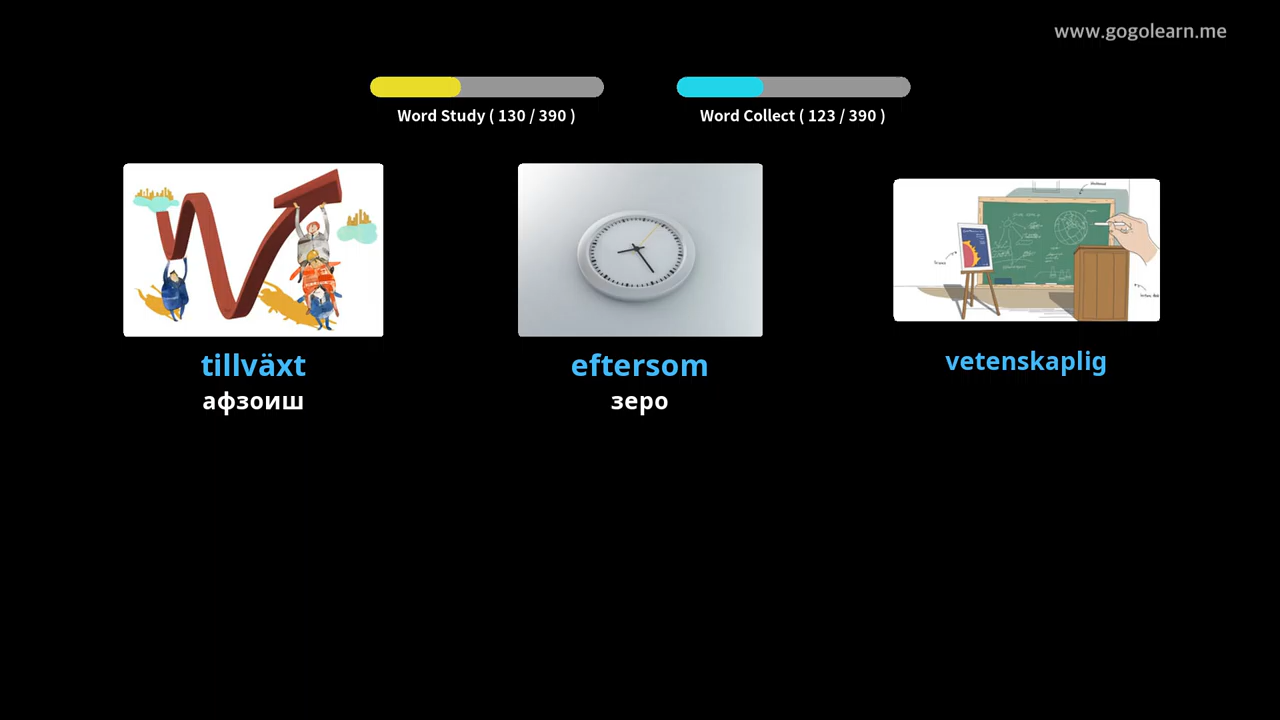 www.gogolearn.me
Word Study ( 130 / 390 )
Word Collect ( 123 / 390 )
tillväxt
eftersom
vetenskaplig
афзоиш
зеро